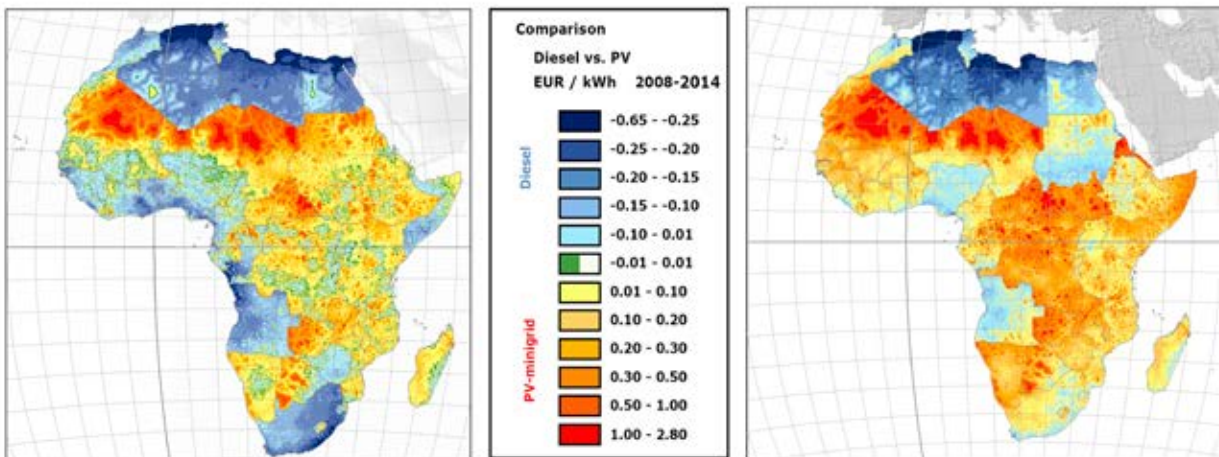 Comparison
Diesel vs. PV
EUR / kWh 2008-2014
Diesel
-0.65 - -0.25
-0.25 - -0.20
-0.20 - -0.15
-0.15 - -0.10
-0.10 - 0.01
-0.01 - 0.01
PV-minigrid
0.01 - 0.10
0.10 - 0.20
0.20 - 0.30
0.30 - 0.50
0.50 - 1.00
1.00 - 2.80